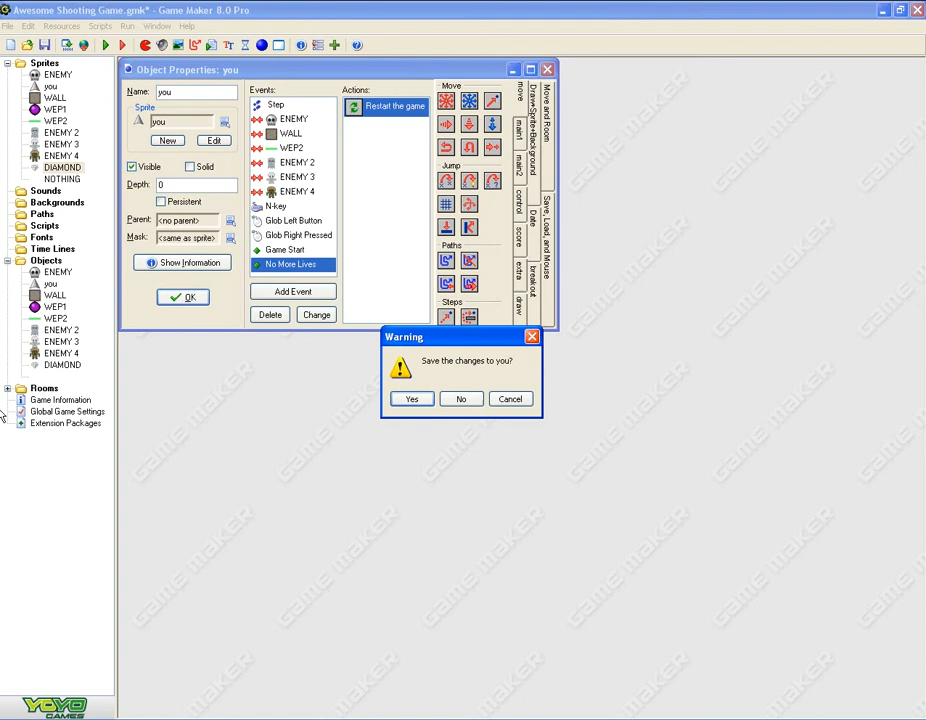 Awesome Shooting Game.gmk* - Game Maker 8.0 Pro
File Edit Resources Scripts Run Window Help
Sprites
ENEMY
you
WALL
WEP1
WEP2
ENEMY 2
ENEMY 3
ENEMY 4
DIAMOND
NOTHING
Sounds
Backgrounds
Paths
Scripts
Fonts
Time Lines
Objects
ENEMY
you
WALL
WEP1
WEP2
ENEMY 2
ENEMY 3
ENEMY 4
DIAMOND
Rooms
Game Information
Global Game Settings
Extension Packages
YOYO
GAMES
Object Properties: you
Name: you
Sprite
you
New Edit
Visible Solid
Depth: 0
Persistent
Parent: <no parent>
Mask: <same as sprite>
Show Information
OK
Events:
Step
ENEMY
WALL
WEP2
ENEMY 2
ENEMY 3
ENEMY 4
N-key
Glob Left Button
Glob Right Pressed
Game Start
No More Lives
Add Event
Delete Change
Actions:
Restart the game
Move
Jump
Paths
Steps
move
main1
main2
control
score
extra
draw
Draw+Sprite+Background
Date
breakout
Move and Room
Save, Load, and Mouse
Warning
Save the changes to you?
Yes No Cancel
GAME MAKER